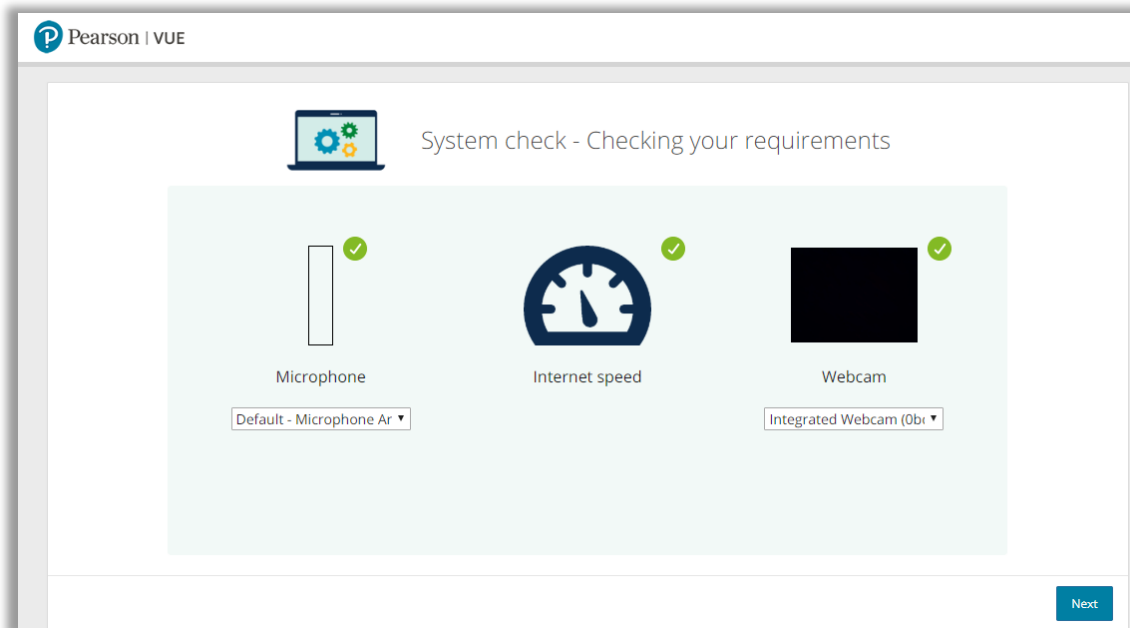 Pearson | VUE
System check - Checking your requirements
Microphone
Internet speed
Webcam
Default - Microphone Ar
Integrated Webcam (0b
Next